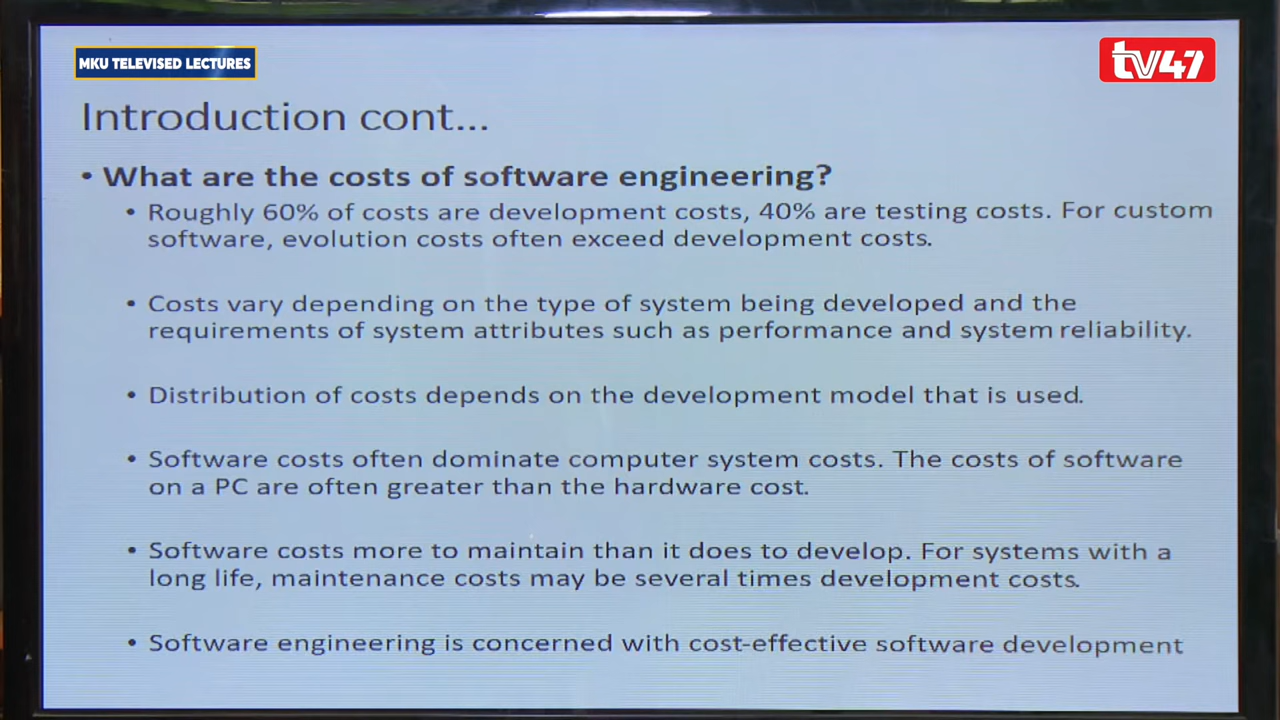 MKU TELEVISED LECTURES
tv47
Introduction cont...
• What are the costs of software engineering?
• Roughly 60% of costs are development costs, 40% are testing costs. For custom
software, evolution costs often exceed development costs.
• Costs vary depending on the type of system being developed and the
requirements of system attributes such as performance and system reliability.
• Distribution of costs depends on the development model that is used.
• Software costs often dominate computer system costs. The costs of software
on a PC are often greater than the hardware cost.
• Software costs more to maintain than it does to develop. For systems with a
long life, maintenance costs may be several times development costs.
• Software engineering is concerned with cost-effective software development